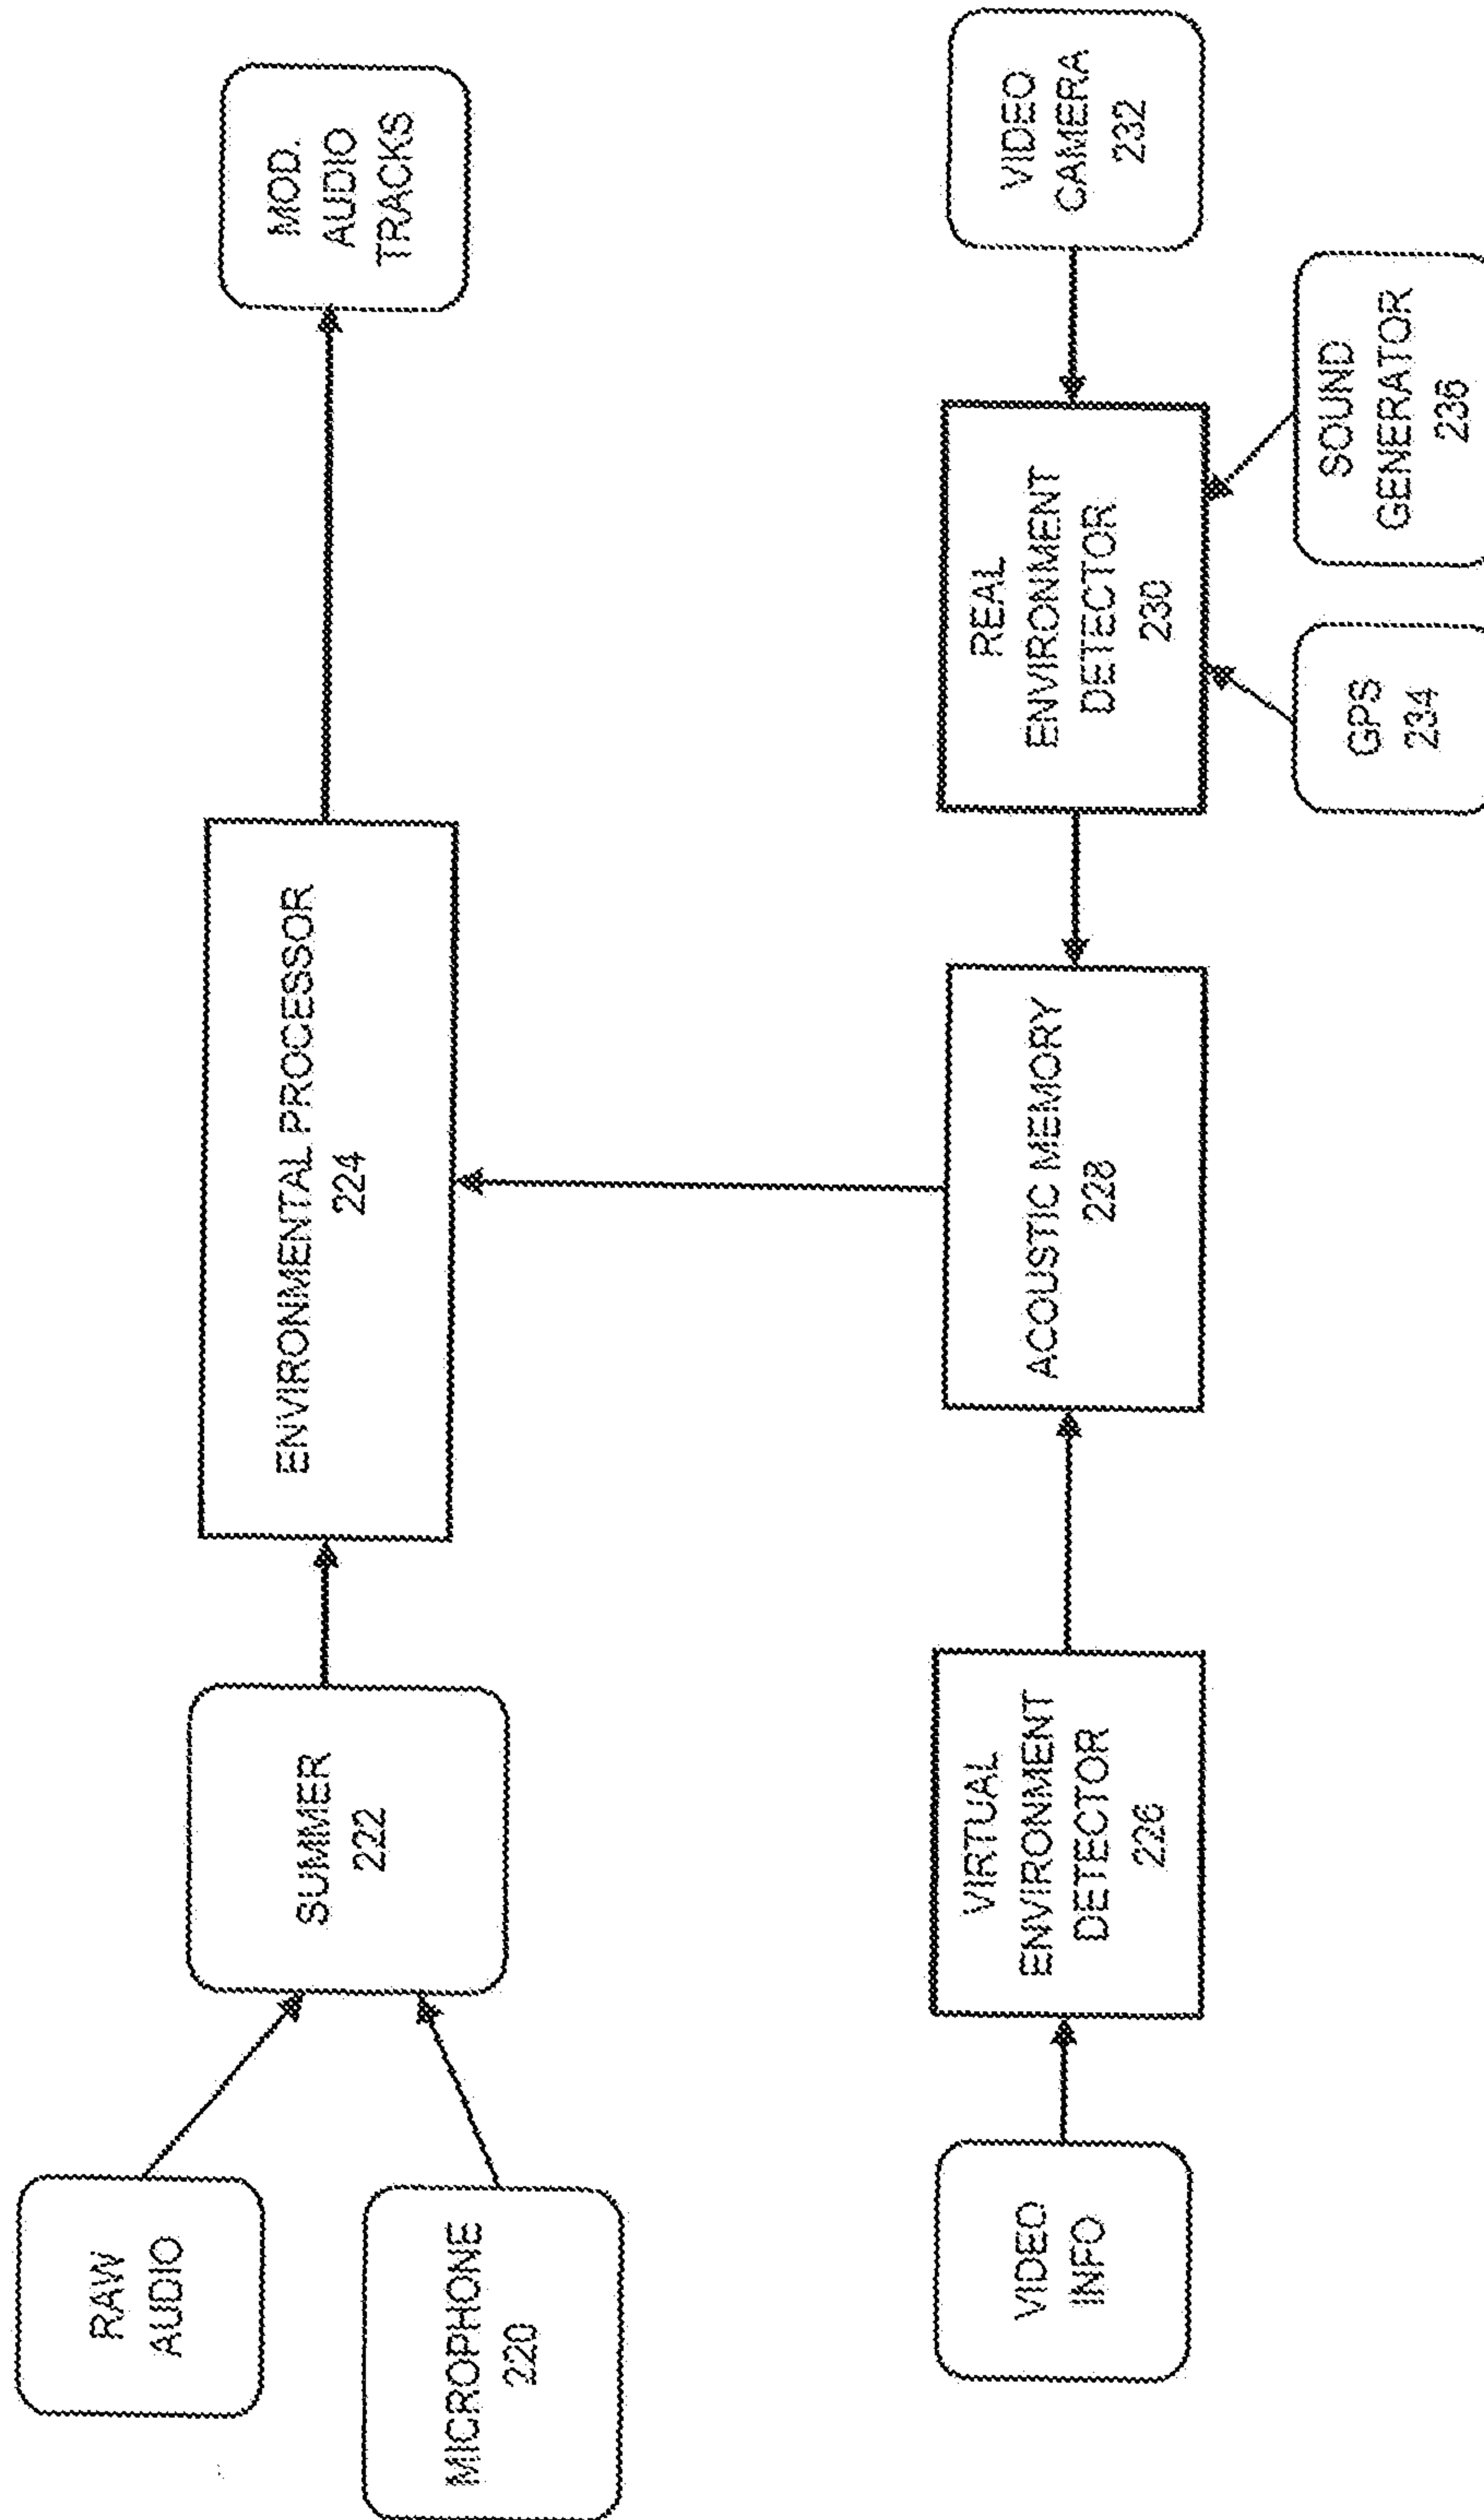 RAW
AUDIO
MICROPHONE
220
SUMMER
222
ENVIRONMENTAL PROCESSOR
224
MOD.
AUDIO
TRACKS
VIDEO
INFO
VIRTUAL
ENVIRONMENT
DETECTOR
226
ACOUSTIC MEMORY
228
REAL
ENVIRONMENT
DETECTOR
230
VIDEO
CAMERA
232
GPS
234
SOUND
GENERATOR
236